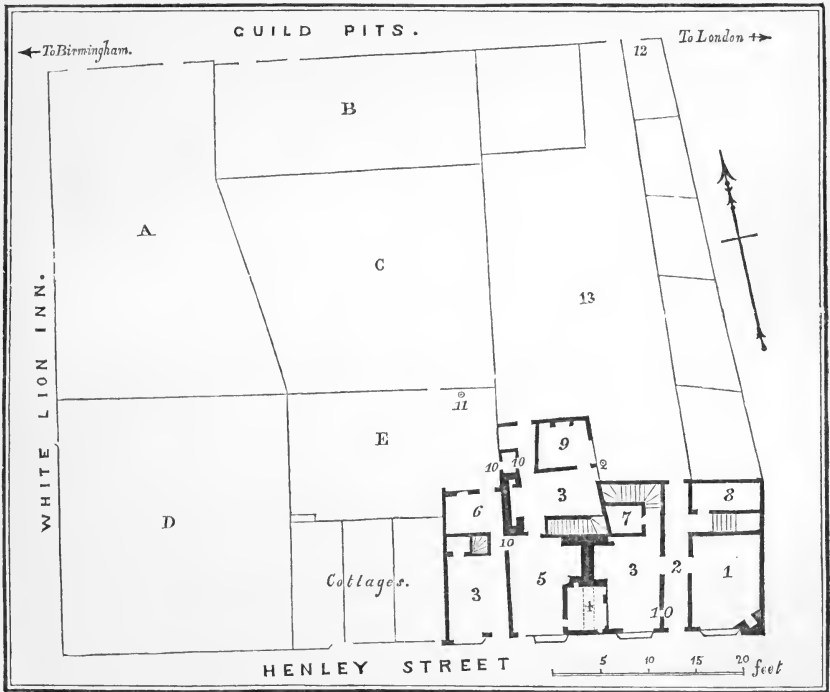 GUILD PITS.
To Birmingham.
To London
12
B
A
C
13
WHITE LION INN.
11
E
9
10 10
2
3
6
7
8
D
10
Cottages.
3
5
4
3
2
1
10
HENLEY STREET
5 10 15 20 feet